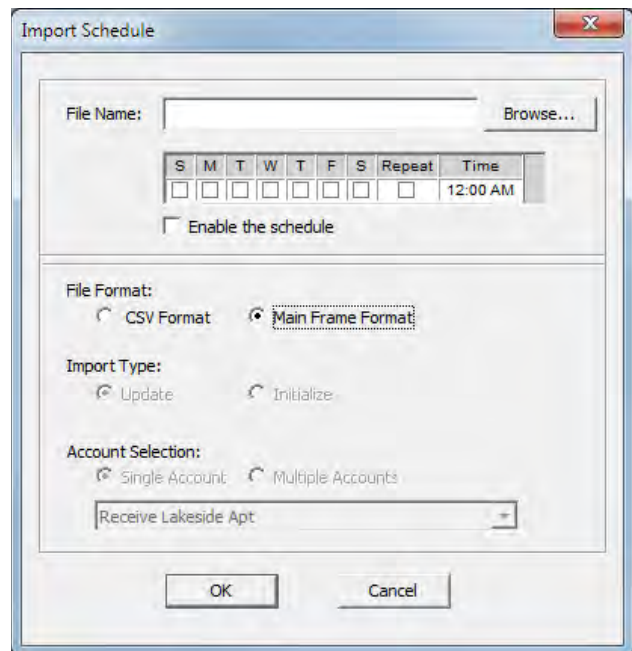 Import Schedule
File Name:
Browse...
S M T W T F S Repeat Time
12:00 AM
Enable the schedule
File Format:
CSV Format Main Frame Format
Import Type:
Update Initialize
Account Selection:
Single Account Multiple Accounts
Receive Lakeside Apt
OK Cancel